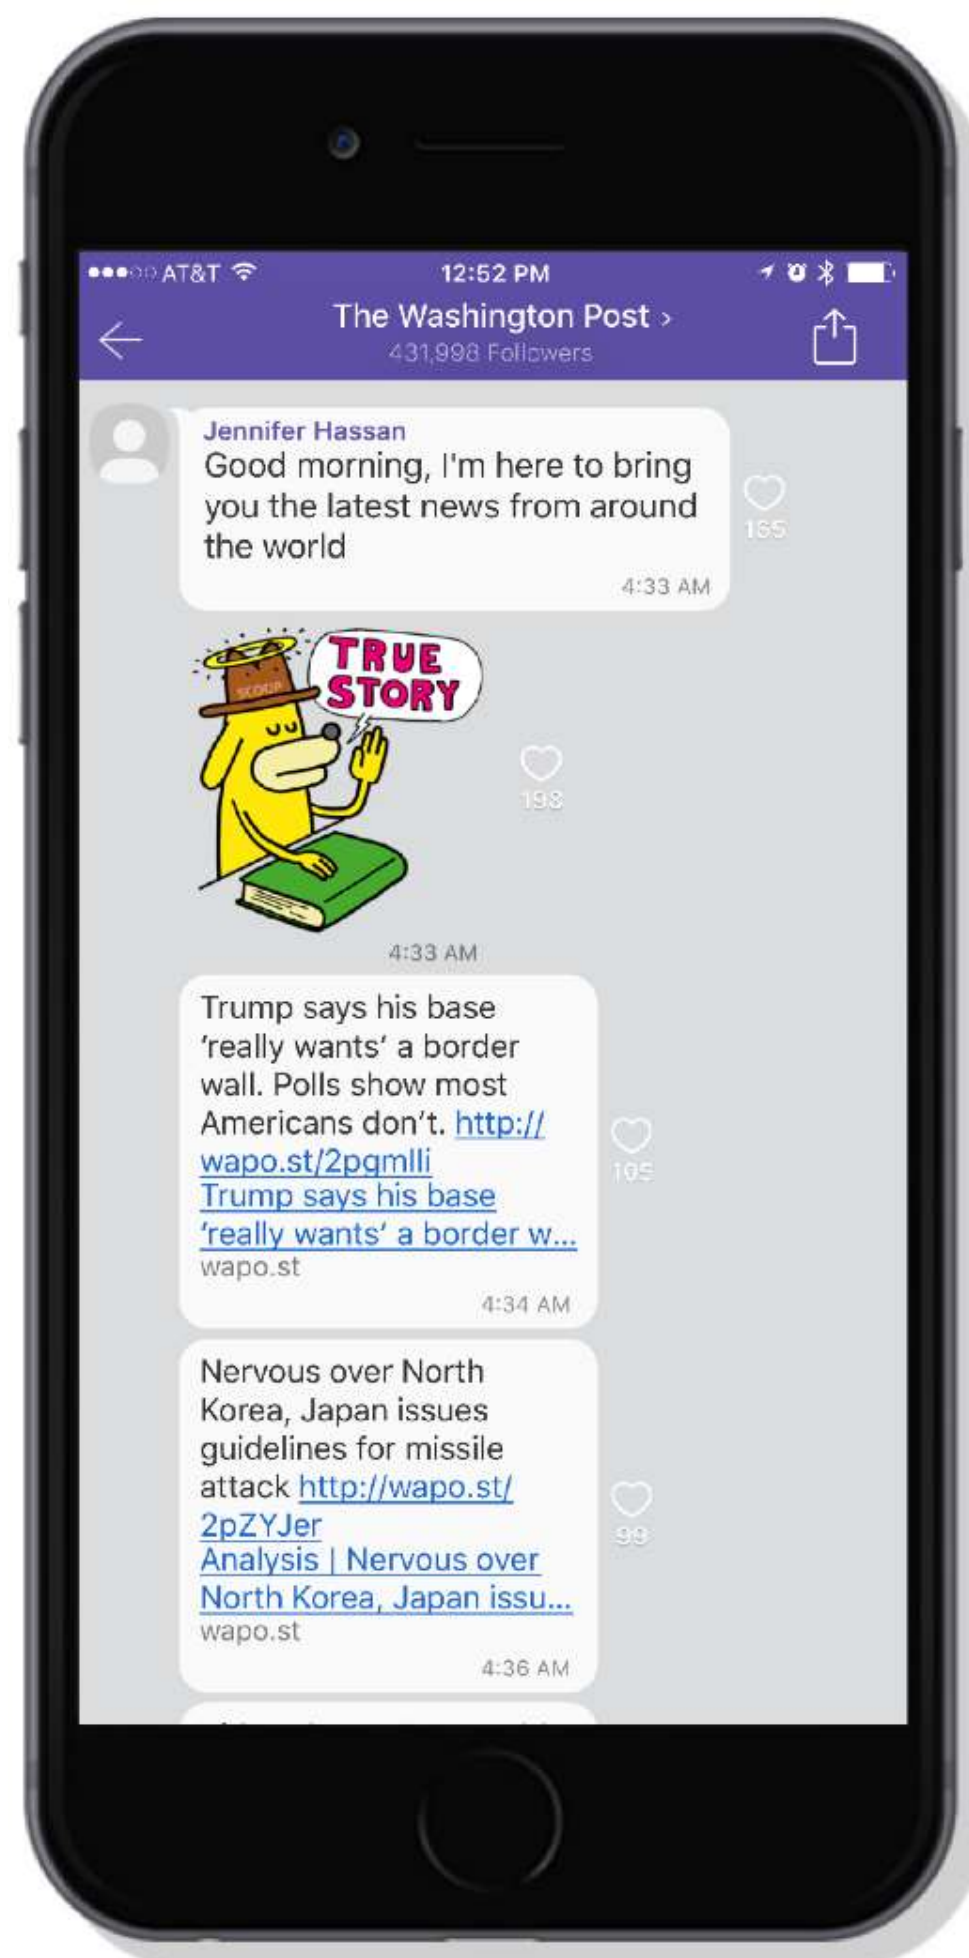 AT&T 12:52 PM
The Washington Post >
431,998 Followers
Jennifer Hassan
Good morning, I'm here to bring
you the latest news from around
the world
165
4:33 AM
TRUE
STORY
SCOOP
198
4:33 AM
Trump says his base
‘really wants’ a border
wall. Polls show most
Americans don’t. http://
wapo.st/2pqmlli
Trump says his base
‘really wants’ a border w...
wapo.st
105
4:34 AM
Nervous over North
Korea, Japan issues
guidelines for missile
attack http://wapo.st/
2pZYJer
Analysis | Nervous over
North Korea, Japan issu...
wapo.st
99
4:36 AM